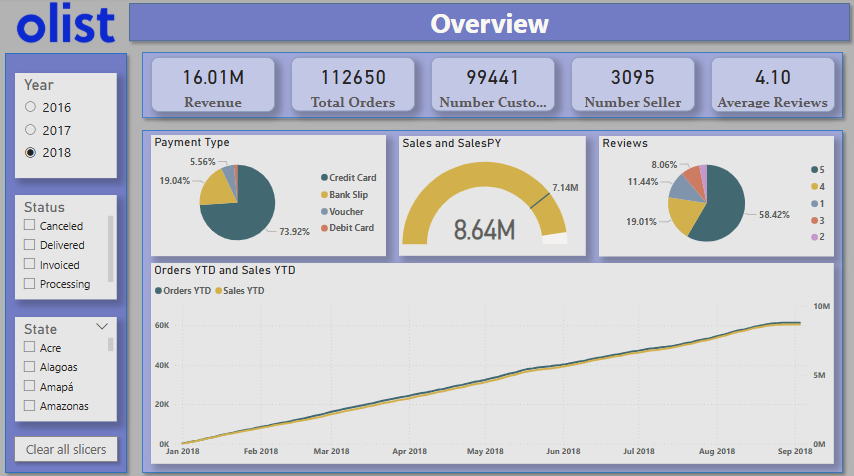 olist
Overview
Year
2016
2017
2018
Status
Canceled
Delivered
Invoiced
Processing
State
Acre
Alagoas
Amapá
Amazonas
Clear all slicers
16.01M
Revenue
112650
Total Orders
99441
Number Custo...
3095
Number Seller
4.10
Average Reviews
Payment Type
5.56%
19.04%
73.92%
Credit Card
Bank Slip
Voucher
Debit Card
Sales and SalesPY
7.14M
8.64M
Reviews
8.06%
11.44%
19.01%
58.42%
5
4
1
3
2
Orders YTD and Sales YTD
Orders YTD Sales YTD
60K
40K
20K
0K
10M
5M
0M
Jan 2018 Feb 2018 Mar 2018 Apr 2018 May 2018 Jun 2018 Jul 2018 Aug 2018 Sep 2018